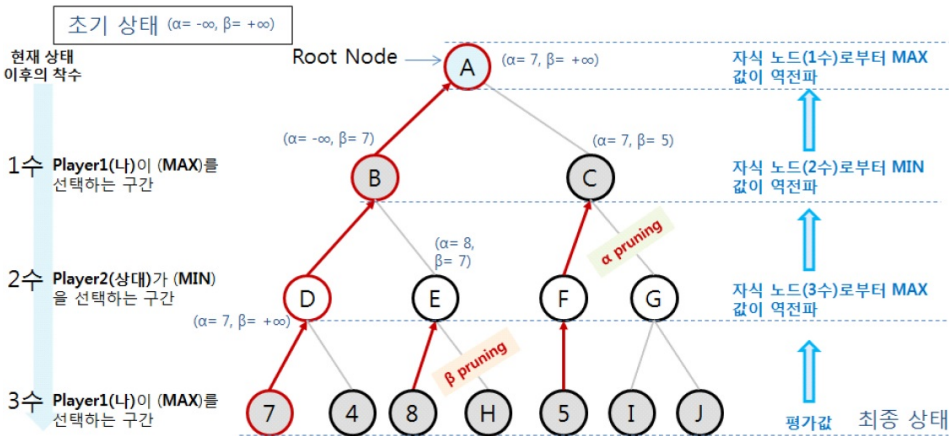 초기 상태 (α= -∞, β= +∞)
현재 상태
이후의 착수
Root Node
A
(α= 7, β= +∞)
자식 노드(1수)로부터 MAX
값이 역전파
(α= -∞, β= 7)
(α= 7, β= 5)
1수 Player1(나)이 (MAX)를
선택하는 구간
B
C
자식 노드(2수)로부터 MIN
값이 역전파
(α= 8,
β= 7)
α pruning
2수 Player2(상대)가 (MIN)
을 선택하는 구간
D
E
F
G
자식 노드(3수)로부터 MAX
값이 역전파
(α= 7, β= +∞)
β pruning
3수 Player1(나)이 (MAX)를
선택하는 구간
7
4
8
H
5
I
J
평가값
최종 상태